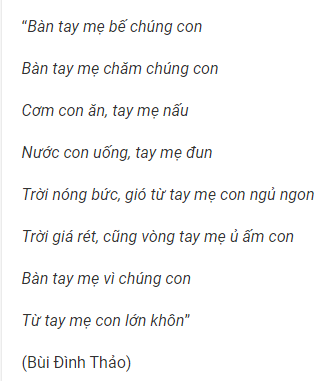 “Bàn tay mẹ bế chúng con
Bàn tay mẹ chăm chúng con
Cơm con ăn, tay mẹ nấu
Nước con uống, tay mẹ đun
Trời nóng bức, gió từ tay mẹ con ngủ ngon
Trời giá rét, cũng vòng tay mẹ ủ ấm con
Bàn tay mẹ vì chúng con
Từ tay mẹ con lớn khôn”
(Bùi Đình Thảo)